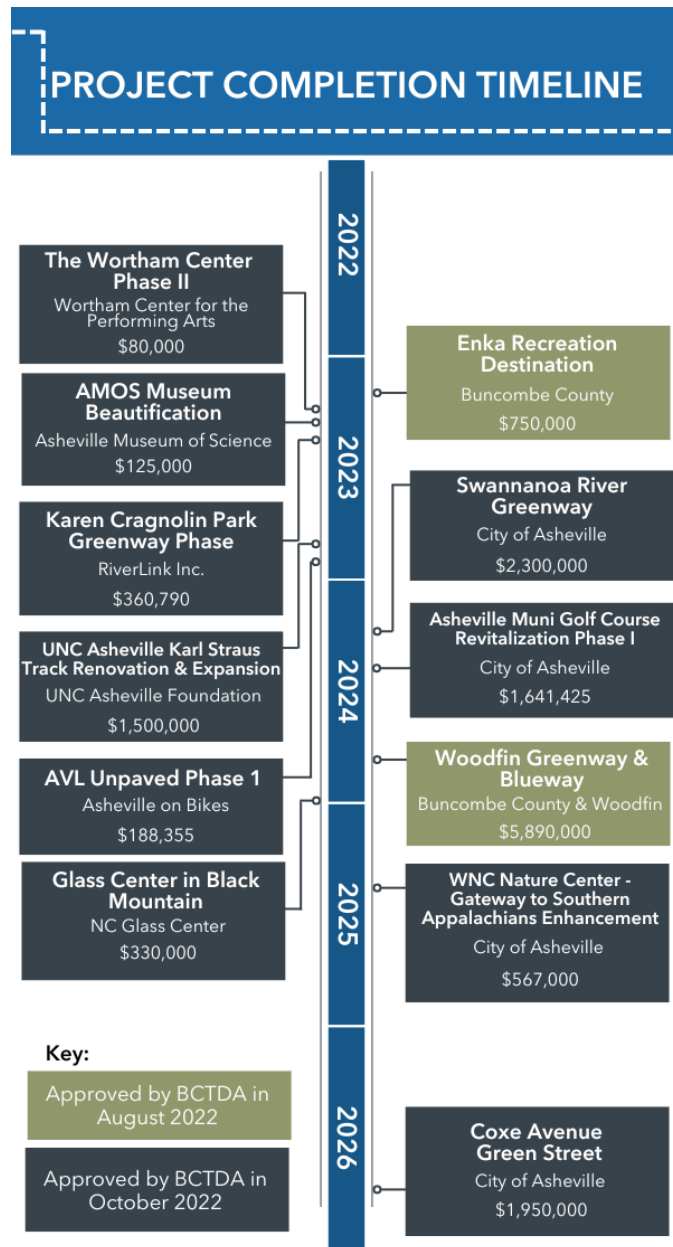 PROJECT COMPLETION TIMELINE
2022
The Wortham Center
Phase II
Wortham Center for the
Performing Arts
$80,000
Enka Recreation
Destination
Buncombe County
$750,000
AMOS Museum
Beautification
Asheville Museum of Science
$125,000
2023
Swannanoa River
Greenway
City of Asheville
$2,300,000
Karen Cragnolin Park
Greenway Phase
RiverLink Inc.
$360,790
Asheville Muni Golf Course
Revitalization Phase I
City of Asheville
$1,641,425
UNC Asheville Karl Straus
Track Renovation & Expansion
UNC Asheville Foundation
$1,500,000
2024
Woodfin Greenway &
Blueway
Buncombe County & Woodfin
$5,890,000
AVL Unpaved Phase 1
Asheville on Bikes
$188,355
Glass Center in Black
Mountain
NC Glass Center
$330,000
2025
WNC Nature Center -
Gateway to Southern
Appalachians Enhancement
City of Asheville
$567,000
Key:
Approved by BCTDA in
August 2022
Approved by BCTDA in
October 2022
2026
Coxe Avenue
Green Street
City of Asheville
$1,950,000